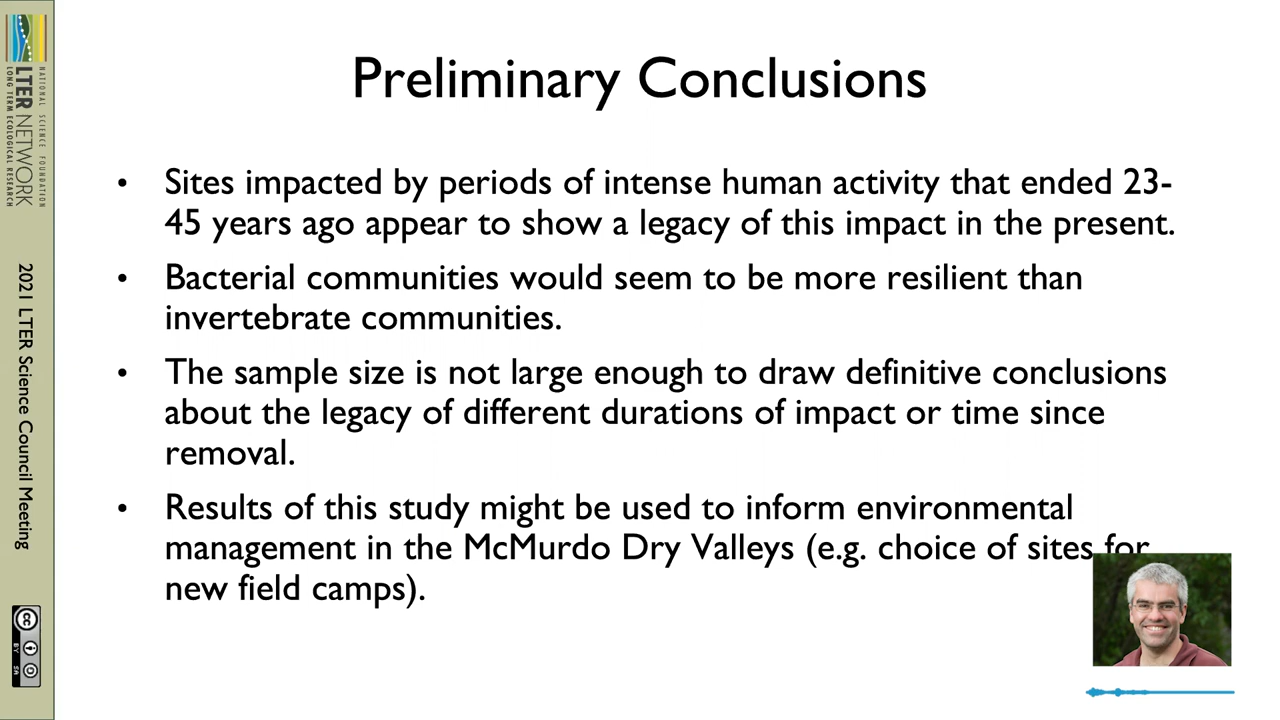 Preliminary Conclusions
• Sites impacted by periods of intense human activity that ended 23-
45 years ago appear to show a legacy of this impact in the present.
• Bacterial communities would seem to be more resilient than
invertebrate communities.
• The sample size is not large enough to draw definitive conclusions
about the legacy of different durations of impact or time since
removal.
• Results of this study might be used to inform environmental
management in the McMurdo Dry Valleys (e.g. choice of sites for
new field camps).
NATIONAL SCIENCE FOUNDATION
LTER NETWORK
LONG TERM ECOLOGICAL RESEARCH
2021 LTER Science Council Meeting
cc
BY SA